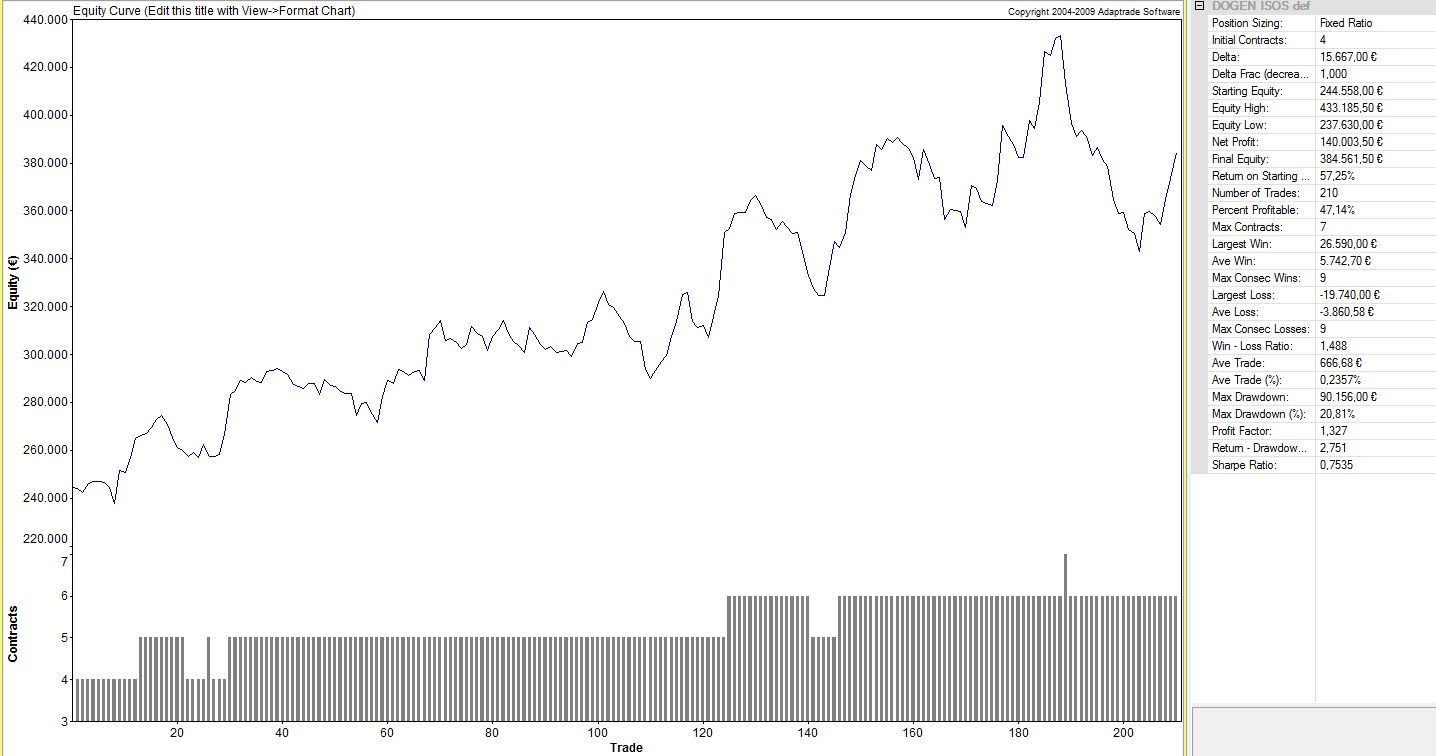 Equity Curve (Edit this title with View->Format Chart)
Copyright 2004-2009 Adaptrade Software
440.000
420.000
400.000
380.000
360.000
340.000
320.000
300.000
280.000
260.000
240.000
220.000
Equity (€)
7
6
5
4
3
Contracts
20 40 60 80 100 120 140 160 180 200
Trade
DOGEN ISOS def
Position Sizing: Fixed Ratio
Initial Contracts: 4
Delta: 15.667,00 €
Delta Frac (decrea... 1,000
Starting Equity: 244.558,00 €
Equity High: 433.185,50 €
Equity Low: 237.630,00 €
Net Profit: 140.003,50 €
Final Equity: 384.561,50 €
Return on Starting ... 57,25%
Number of Trades: 210
Percent Profitable: 47,14%
Max Contracts: 7
Largest Win: 26.590,00 €
Ave Win: 5.742,70 €
Max Consec Wins: 9
Largest Loss: -19.740,00 €
Ave Loss: -3.860,58 €
Max Consec Losses: 9
Win - Loss Ratio: 1,488
Ave Trade: 666,68 €
Ave Trade (%): 0,2357%
Max Drawdown: 90.156,00 €
Max Drawdown (%): 20,81%
Profit Factor: 1,327
Return - Drawdow... 2,751
Sharpe Ratio: 0,7535